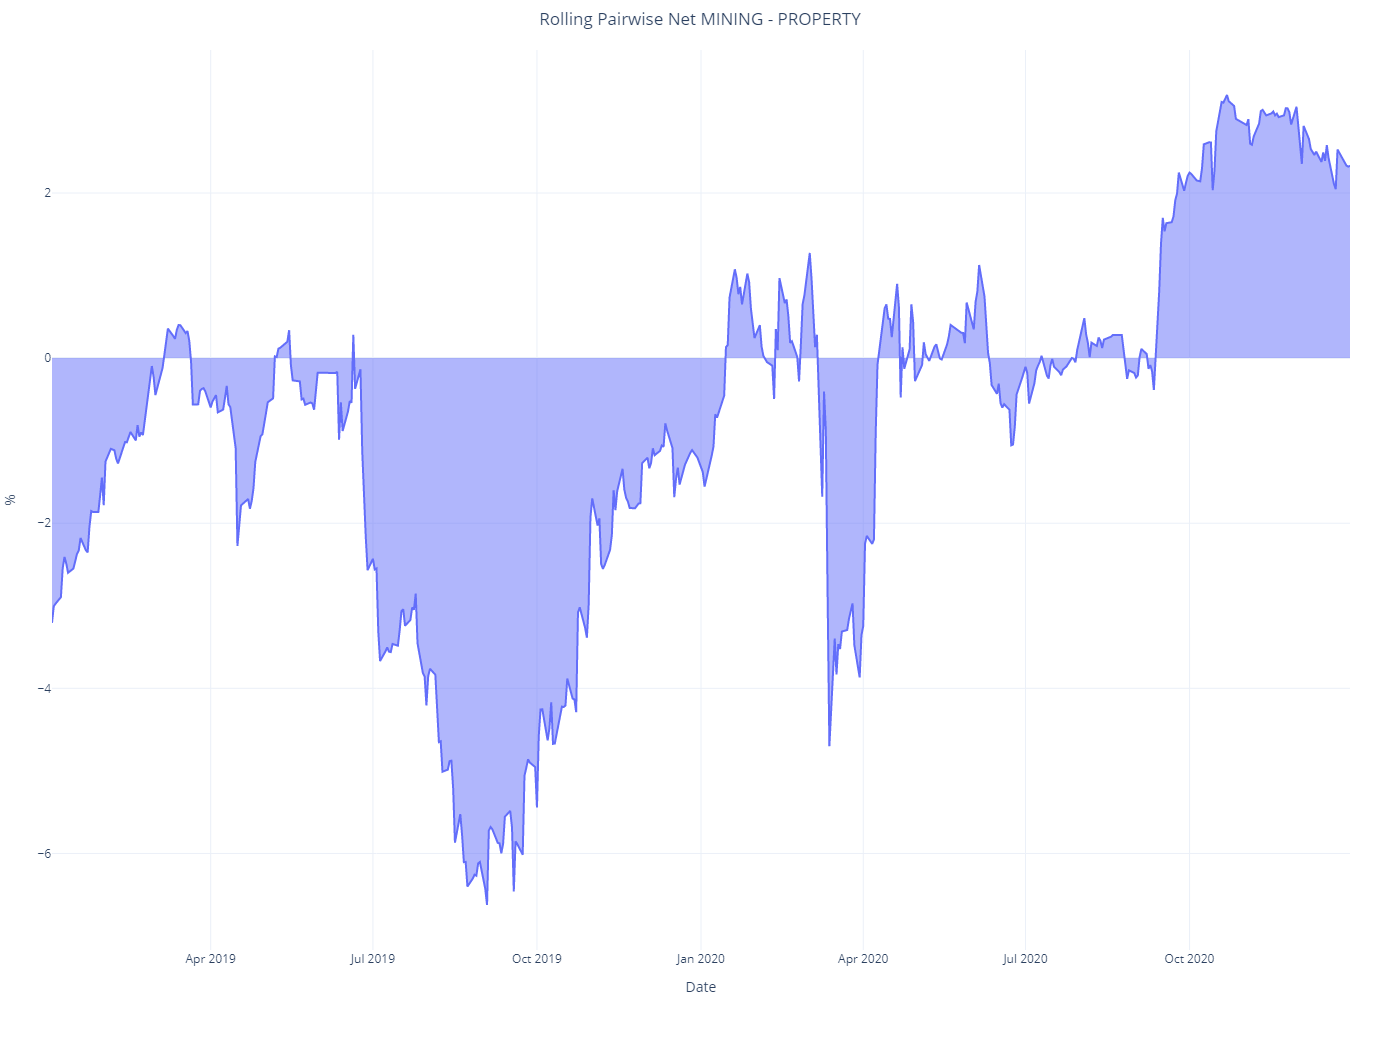 Rolling Pairwise Net MINING - PROPERTY
2
0
−2
−4
−6
%
Apr 2019
Jul 2019
Oct 2019
Jan 2020
Apr 2020
Jul 2020
Oct 2020
Date